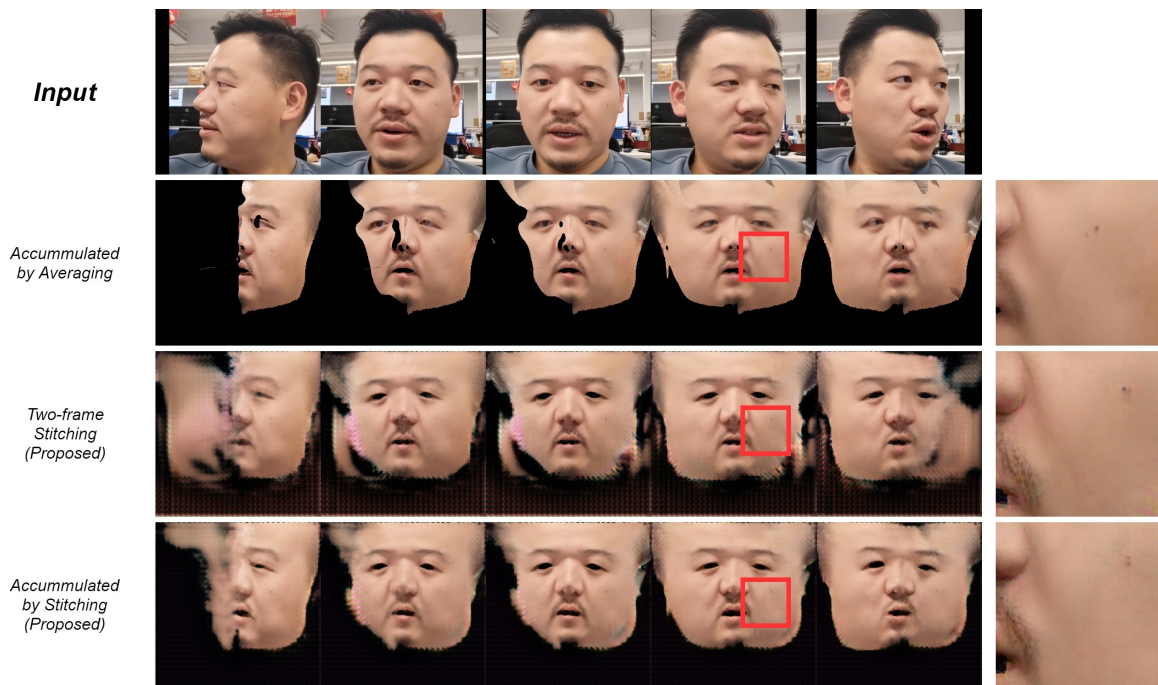 Input
Accummulated
by Averaging
Two-frame
Stitching
(Proposed)
Accummulated
by Stitching
(Proposed)